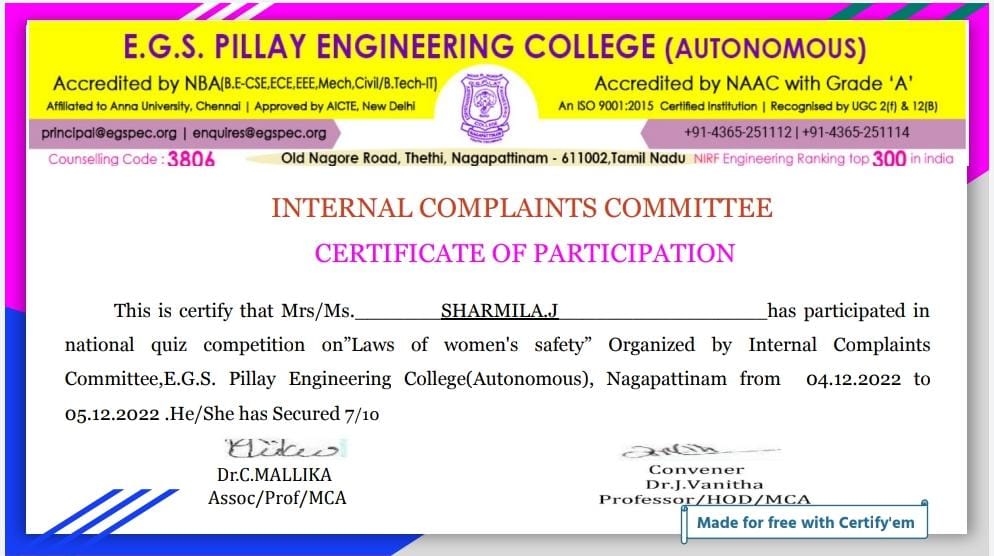 E.G.S. PILLAY ENGINEERING COLLEGE (AUTONOMOUS)
Accredited by NBA(B.E-CSE,ECE,EEE,Mech,Civil/B.Tech-IT)
Accredited by NAAC with Grade ‘A’
Affiliated to Anna University, Chennai | Approved by AICTE, New Delhi
An ISO 9001:2015 Certified Institution | Recognised by UGC 2(f) & 12(B)
principal@egspec.org | enquires@egspec.org
+91-4365-251112 | +91-4365-251114
Counselling Code : 3806
Old Nagore Road, Thethi, Nagapattinam - 611002,Tamil Nadu
NIRF Engineering Ranking top 300 in india
INTERNAL COMPLAINTS COMMITTEE
CERTIFICATE OF PARTICIPATION
This is certify that Mrs/Ms. SHARMILA.J has participated in
national quiz competition on”Laws of women's safety” Organized by Internal Complaints
Committee,E.G.S. Pillay Engineering College(Autonomous), Nagapattinam from 04.12.2022 to
05.12.2022 .He/She has Secured 7/10
Dr.C.MALLIKA
Assoc/Prof/MCA
Convener
Dr.J.Vanitha
Professor/HOD/MCA
Made for free with Certify'em